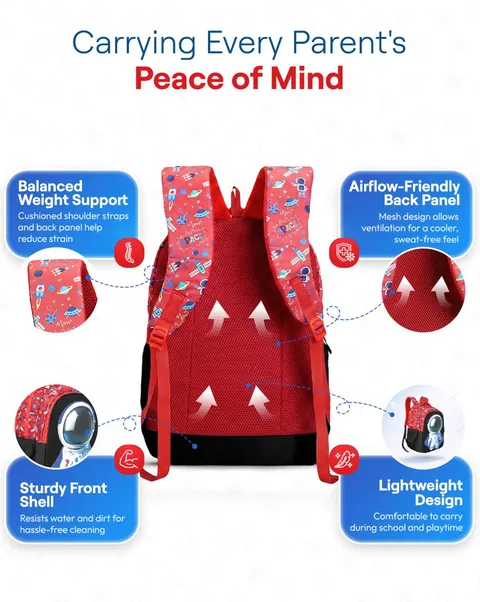 Carrying Every Parent's
Peace of Mind
Balanced
Weight Support
Cushioned shoulder straps
and back panel help
reduce strain
Airflow-Friendly
Back Panel
Mesh design allows
ventilation for a cooler,
sweat-free feel
Sturdy Front
Shell
Resists water and dirt for
hassle-free cleaning
Lightweight
Design
Comfortable to carry
during school and playtime